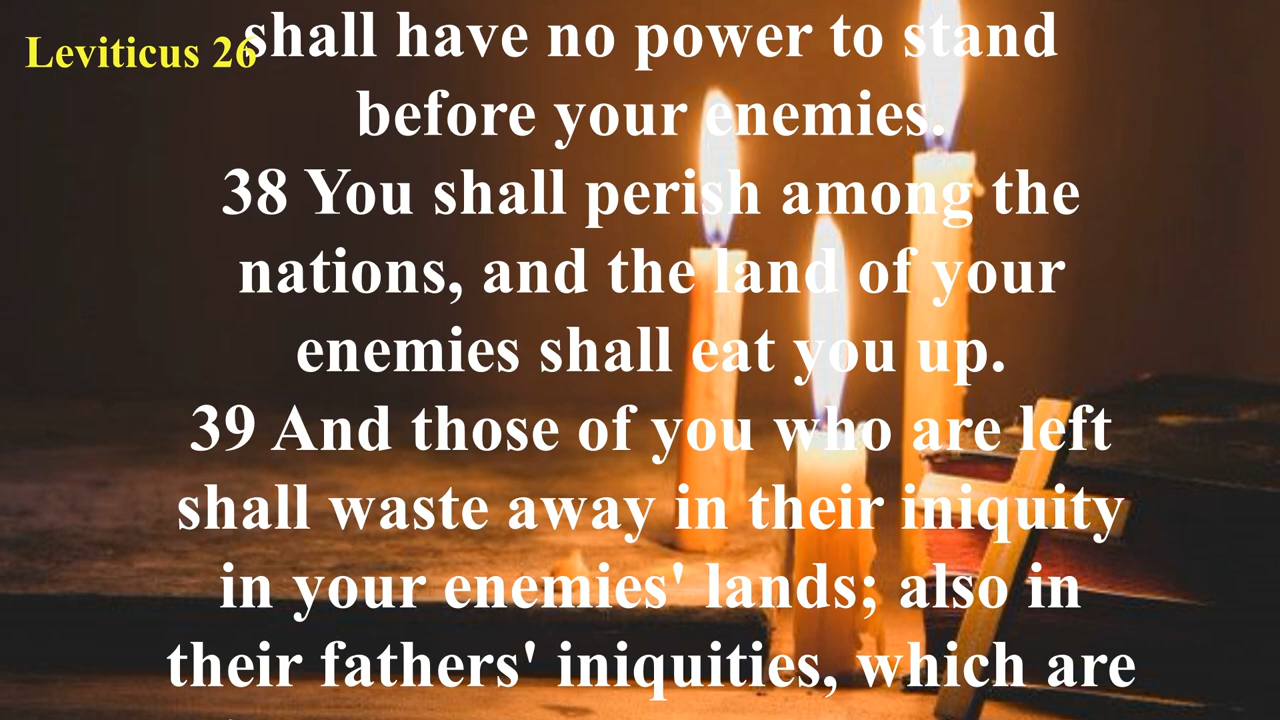 Leviticus 26
shall have no power to stand
before your enemies.
38 You shall perish among the
nations, and the land of your
enemies shall eat you up.
39 And those of you who are left
shall waste away in their iniquity
in your enemies' lands; also in
their fathers' iniquities, which are